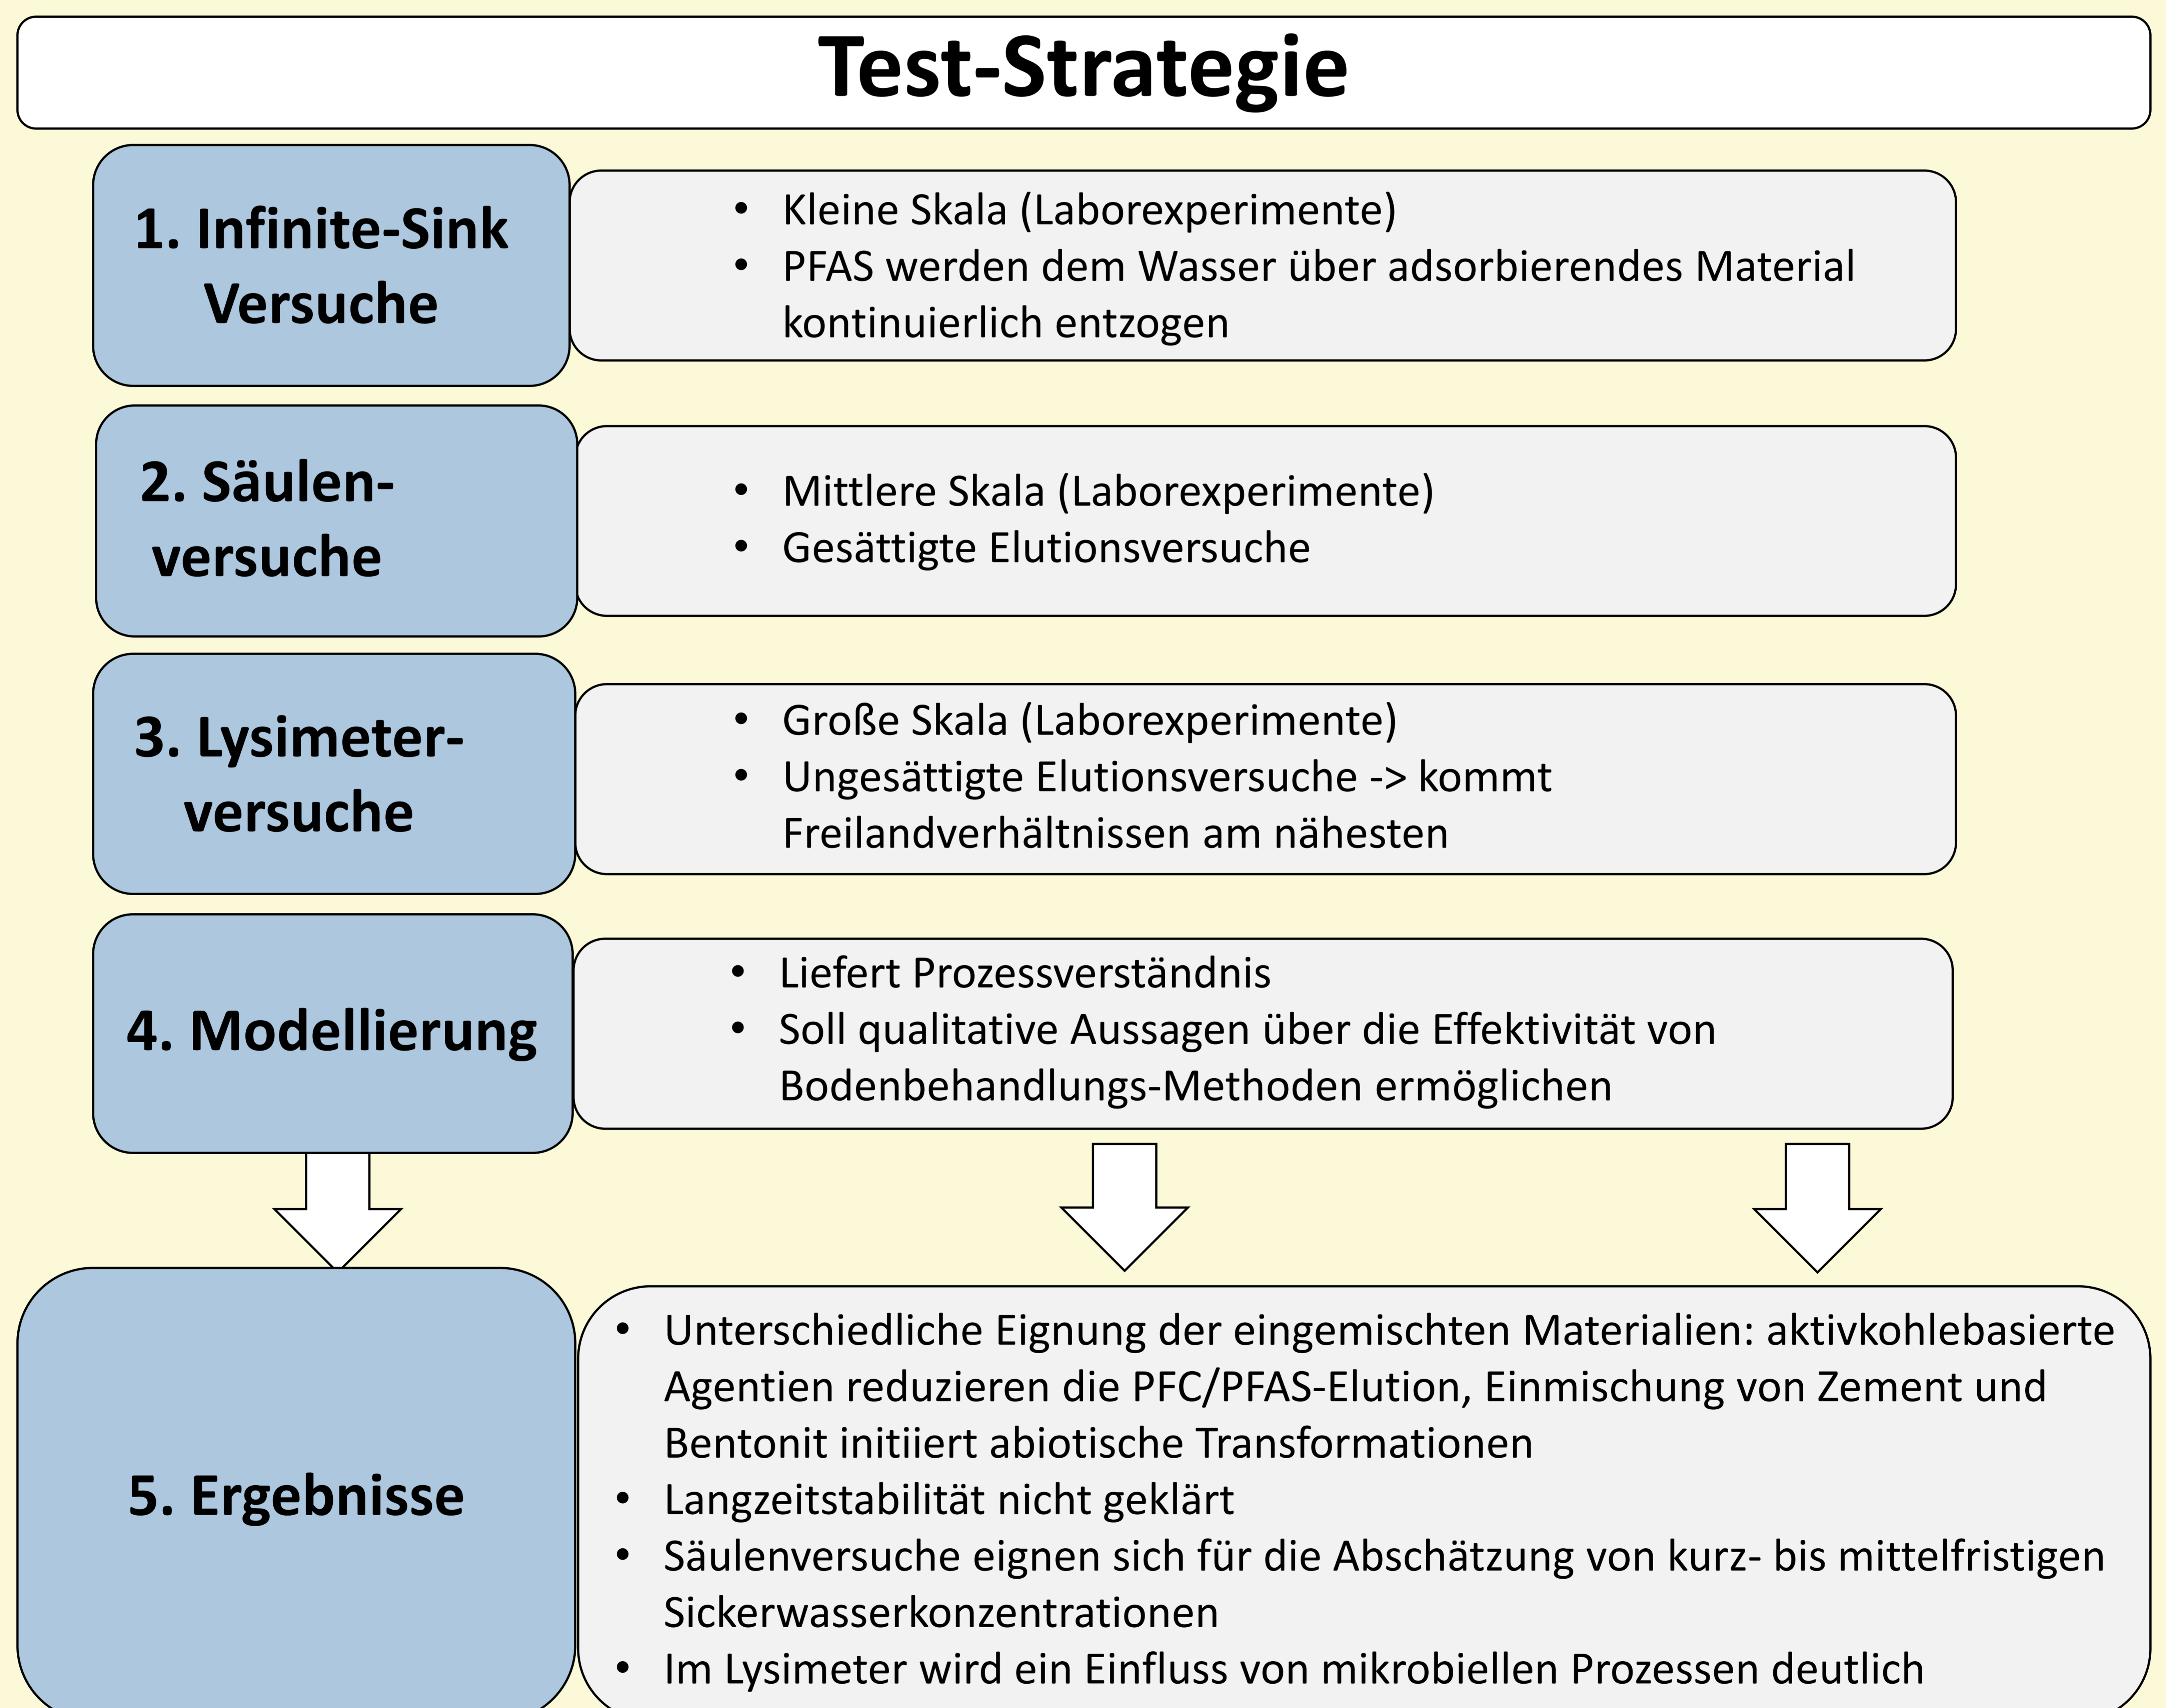 Test-Strategie
1. Infinite-Sink
Versuche
• Kleine Skala (Laborexperimente)
• PFAS werden dem Wasser über adsorbierendes Material
kontinuierlich entzogen
2. Säulen-
versuche
• Mittlere Skala (Laborexperimente)
• Gesättigte Elutionsversuche
3. Lysimeter-
versuche
• Große Skala (Laborexperimente)
• Ungesättigte Elutionsversuche -> kommt
Freilandverhältnissen am nähesten
4. Modellierung
• Liefert Prozessverständnis
• Soll qualitative Aussagen über die Effektivität von
Bodenbehandlungs-Methoden ermöglichen
5. Ergebnisse
• Unterschiedliche Eignung der eingemischten Materialien: aktivkohlebasierte
Agentien reduzieren die PFC/PFAS-Elution, Einmischung von Zement und
Bentonit initiiert abiotische Transformationen
• Langzeitstabilität nicht geklärt
• Säulenversuche eignen sich für die Abschätzung von kurz- bis mittelfristigen
Sickerwasserkonzentrationen
• Im Lysimeter wird ein Einfluss von mikrobiellen Prozessen deutlich